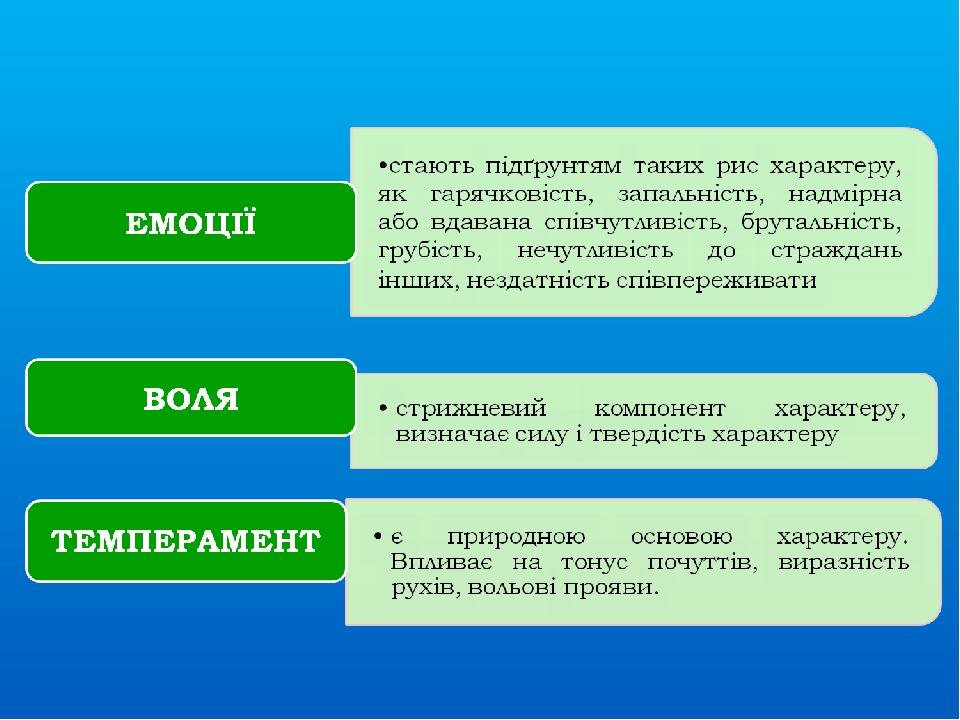 ЕМОЦІЇ
•стають підґрунтям таких рис характеру,
як гарячковість, запальність, надмірна
або вдавана співчутливість, брутальність,
грубість, нечутливість до страждань
інших, нездатність співпереживати
ВОЛЯ
• стрижневий компонент характеру,
визначає силу і твердість характеру
ТЕМПЕРАМЕНТ
• є природною основою характеру.
Впливає на тонус почуттів, виразність
рухів, вольові прояви.